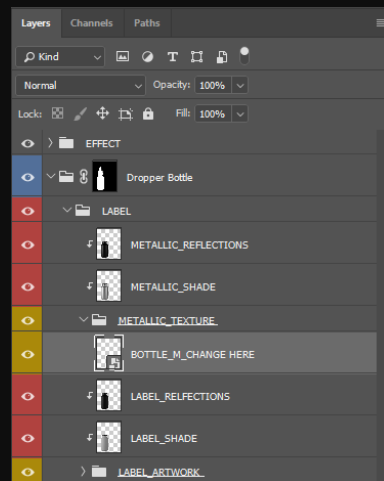 Layers Channels Paths
Kind
Normal Opacity: 100%
Lock: Fill: 100%
EFFECT
Dropper Bottle
LABEL
METALLIC_REFLECTIONS
METALLIC_SHADE
METALLIC_TEXTURE
BOTTLE_M_CHANGE HERE
LABEL_RELFECTIONS
LABEL_SHADE
LABEL_ARTWORK